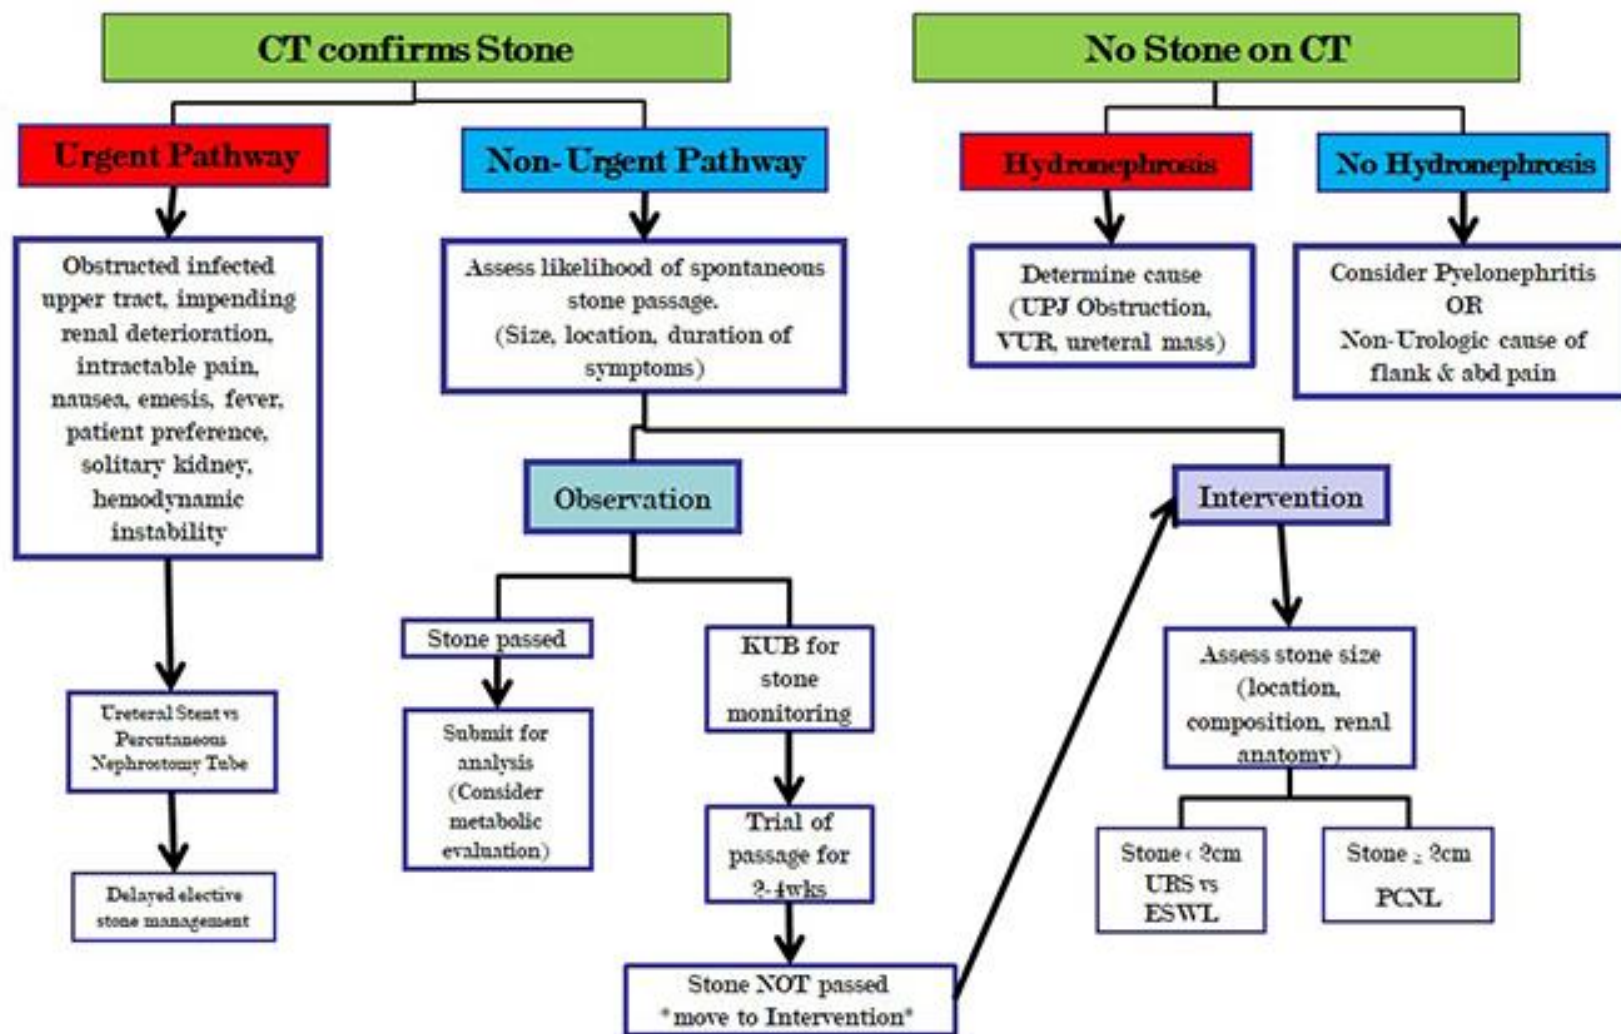 CT confirms Stone
No Stone on CT
Urgent Pathway
Non-Urgent Pathway
Hydronephrosis
No Hydronephrosis
Obstructed infected
upper tract, impending
renal deterioration,
intractable pain,
nausea, emesis, fever,
patient preference,
solitary kidney,
hemodynamic
instability
Assess likelihood of spontaneous
stone passage.
(Size, location, duration of
symptoms)
Determine cause
(UPJ Obstruction,
VUR, ureteral mass)
Consider Pyelonephritis
OR
Non-Urologic cause of
flank & abd pain
Observation
Intervention
Stone passed
KUB for
stone
monitoring
Assess stone size
(location,
composition, renal
anatomy)
Ureteral Stent vs
Percutaneous
Nephrostomy Tube
Submit for
analysis
(Consider
metabolic
evaluation)
Trial of
passage for
2-4wks
Stone < 2cm
URS vs
ESWL
Stone ≥ 2cm
PCNL
Delayed elective
stone management
Stone NOT passed
*move to Intervention*